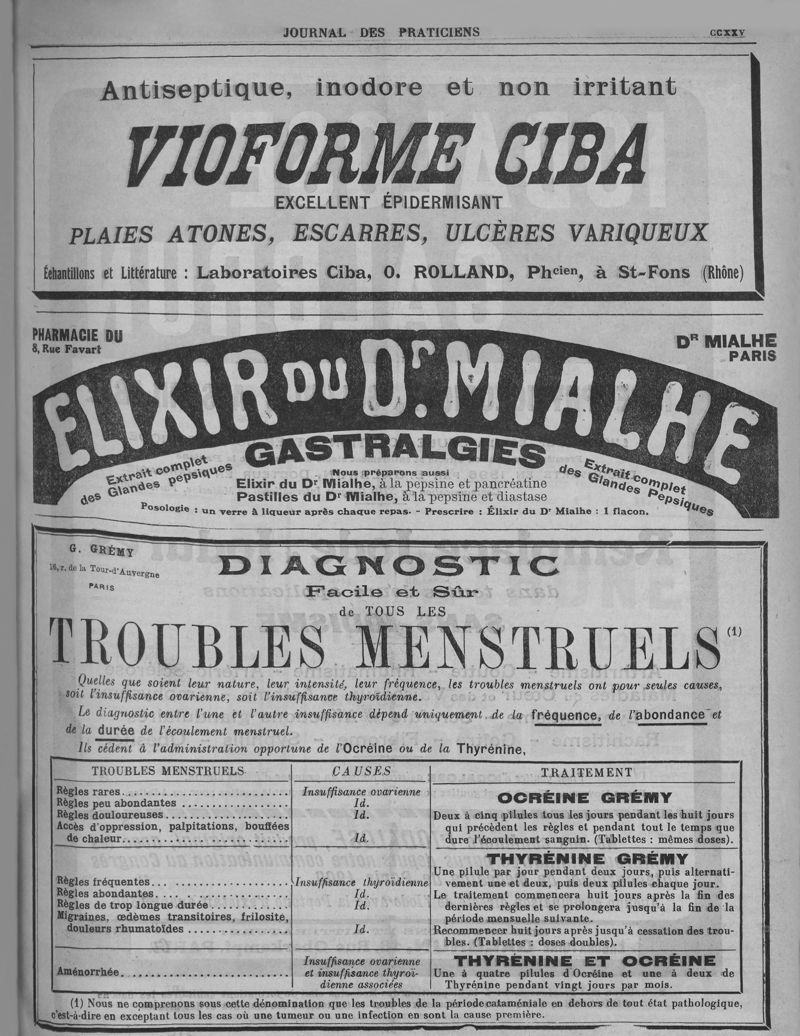 JOURNAL DES PRATICIENS
CCXXV
Antiseptique, inodore et non irritant
VIOFORME CIBA
EXCELLENT ÉPIDERMISANT
PLAIES ATONES, ESCARRES, ULCÈRES VARIQUEUX
Échantillons et Littérature : Laboratoires Ciba, O. ROLLAND, Phcien, à St-Fons (Rhône)
PHARMACIE DU
8, Rue Favart
DR MIALHE
PARIS
ELIXIR DU Dr. MIALHE
GASTRALGIES
Extrait complet
des Glandes pepsiques
Nous préparons aussi
Elixir du Dr Mialhe, à la pepsine et pancréatine
Pastilles du Dr Mialhe, à la pepsine et diastase
Extrait complet
des Glandes Pepsiques
Posologie : un verre à liqueur après chaque repas. - Prescrire : Élixir du Dr Mialhe : 1 flacon.
G. GRÉMY
16, r. de la Tour-d'Auvergne
PARIS
DIAGNOSTIC
Facile et Sûr
de TOUS LES
TROUBLES MENSTRUELS (1)
Quelles que soient leur nature, leur intensité, leur fréquence, les troubles menstruels ont pour seules causes,
soit l'insuffisance ovarienne, soit l'insuffisance thyroïdienne.
Le diagnostic entre l'une et l'autre insuffisance dépend uniquement de la fréquence, de l'abondance et
de la durée de l'écoulement menstruel.
Ils cèdent à l'administration opportune de l'Ocréine ou de la Thyrénine,
TROUBLES MENSTRUELS
CAUSES
TRAITEMENT
Règles rares
Insuffisance ovarienne
Règles peu abondantes
Id.
Règles douloureuses
Id.
Accès d'oppression, palpitations, bouffées
de chaleur
Id.
OCRÉINE GRÉMY
Deux à cinq pilules tous les jours pendant les huit jours
qui précèdent les règles et pendant tout le temps que
dure l'écoulement sanguin. (Tablettes : mêmes doses).
Règles fréquentes
Insuffisance thyroïdienne
Règles abondantes
Id.
Règles de trop longue durée
Id.
Migraines, œdèmes transitoires, frilosite,
douleurs rhumatoïdes
Id.
THYRÉNINE GRÉMY
Une pilule par jour pendant deux jours, puis alternati-
vement une et deux, puis deux pilules chaque jour.
Le traitement commencera huit jours après la fin des
dernières règles et se prolongera jusqu'à la fin de la
période mensuelle suivante.
Recommencer huit jours après jusqu'à cessation des trou-
bles. (Tablettes : doses doubles).
Aménorrhée
Insuffisance ovarienne
et insuffisance thyroï-
dienne associées
THYRÉNINE ET OCRÉINE
Une à quatre pilules d'Ocréine et une à deux de
Thyrénine pendant vingt jours par mois.
(1) Nous ne comprenons sous cette dénomination que les troubles de la période cataméniale en dehors de tout état pathologique,
c'est-à-dire en exceptant tous les cas où une tumeur ou une infection en sont la cause première.